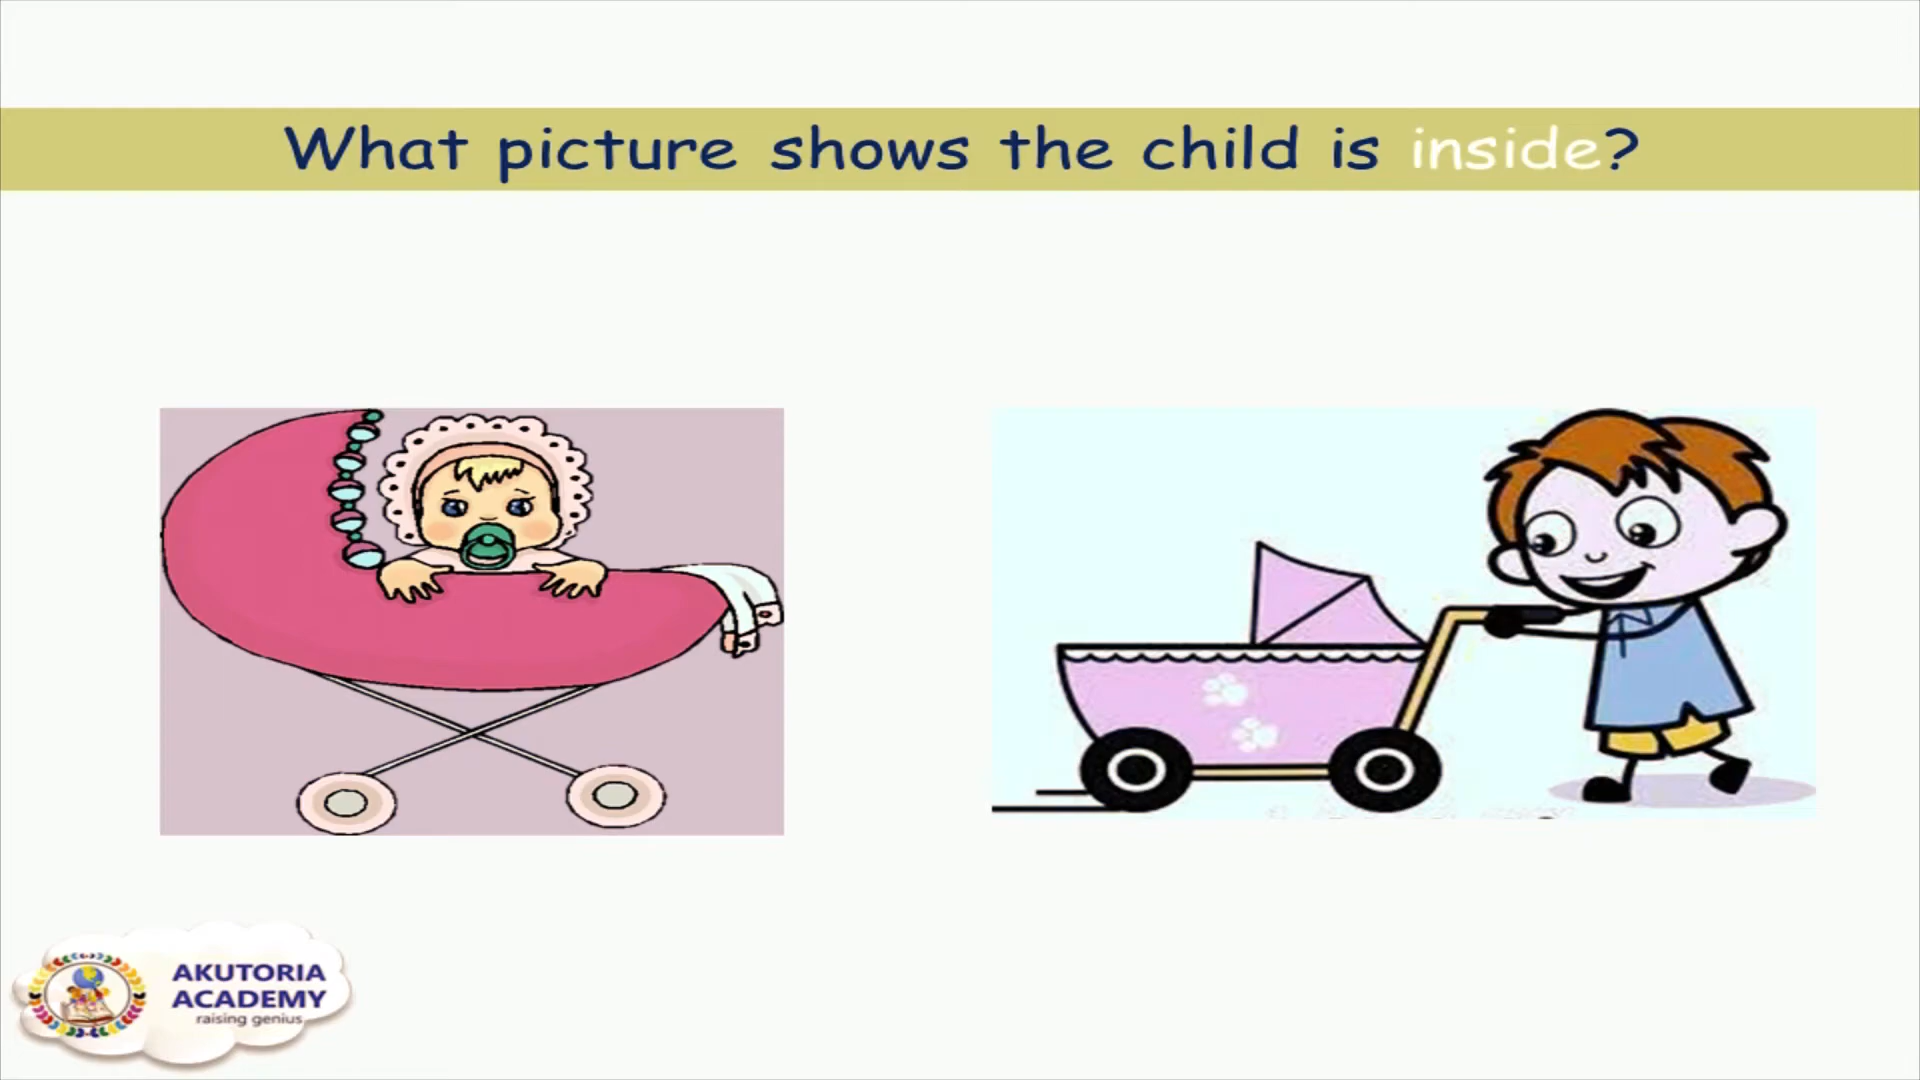 What picture shows the child is inside?
AKUTORIA
ACADEMY
raising genius